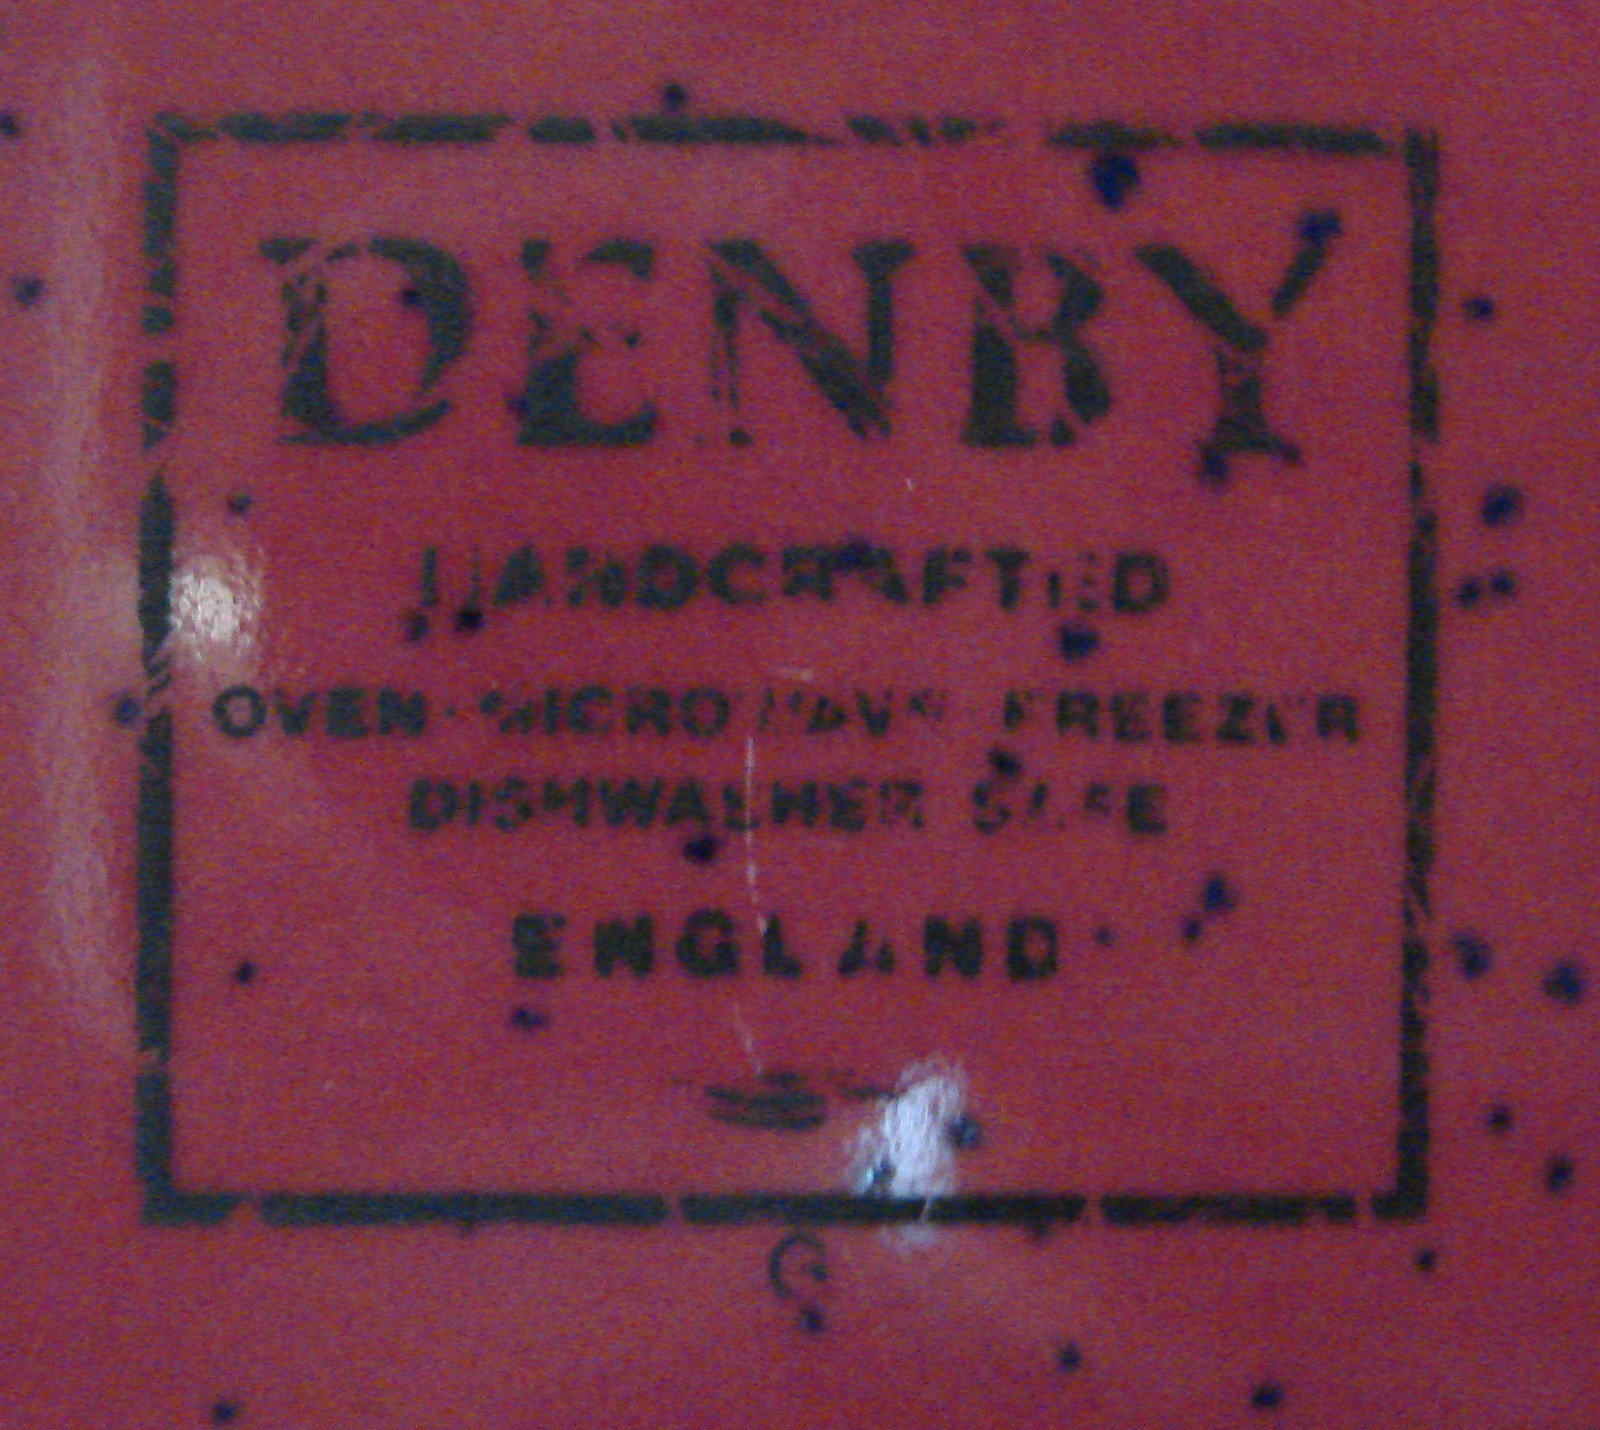 DENBY
HANDCRAFTED
OVEN·MICROWAVE·FREEZER
DISHWASHER SAFE
ENGLAND